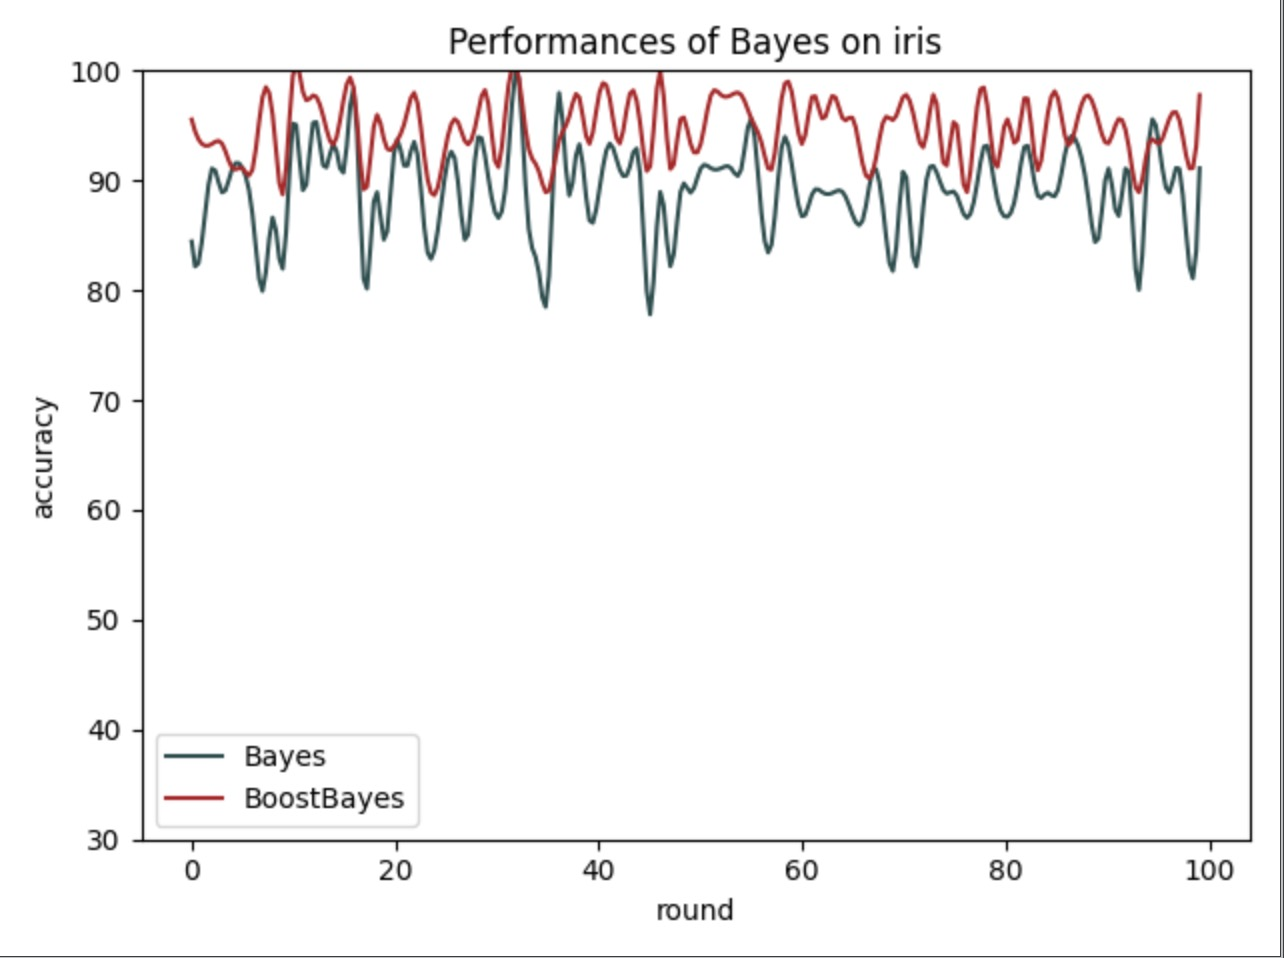 Performances of Bayes on iris
100
90
80
70
60
50
40
30
accuracy
Bayes
BoostBayes
0 20 40 60 80 100
round